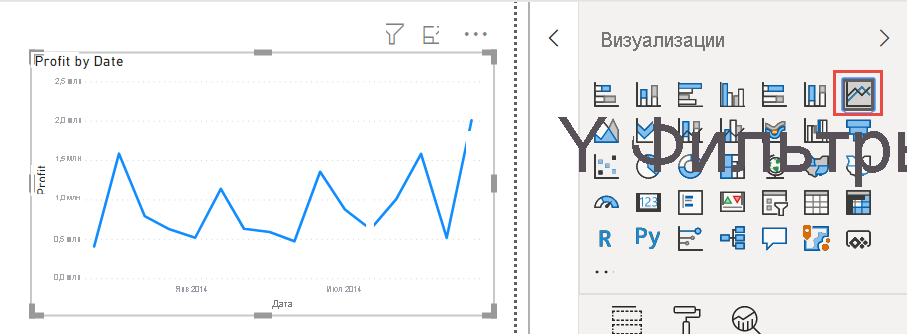 Profit by Date
Profit
2,5 млн
2,0 млн
1,5 млн
1,0 млн
0,5 млн
0,0 млн
Янв 2014
Июл 2014
Дата
Визуализации
Y Фильтры
123
R
Py